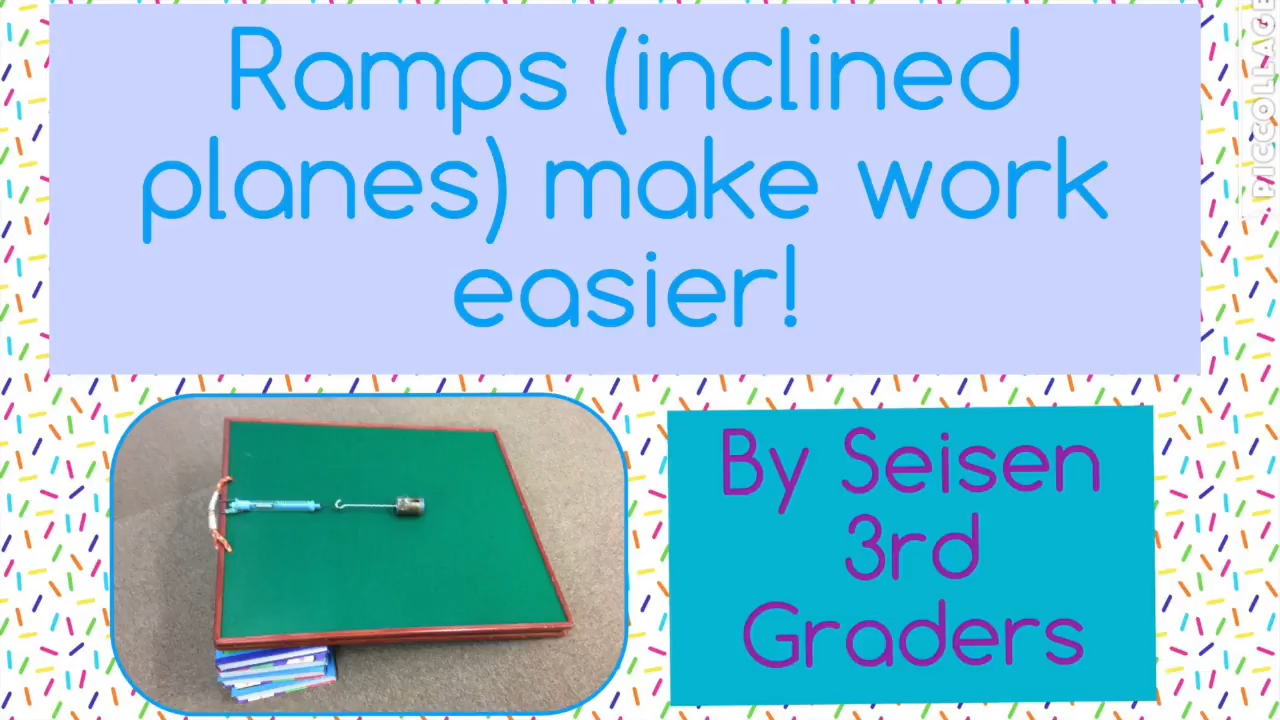 Ramps (inclined
planes) make work
easier!
By Seisen
3rd
Graders
PICCOLLAGE